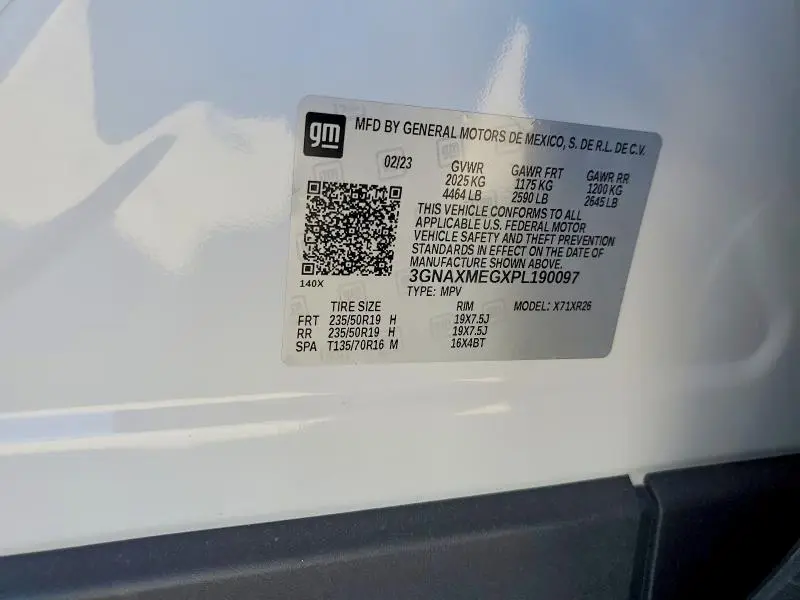 gm
MFD BY GENERAL MOTORS DE MEXICO, S. DE R.L. DE C.V.
02/23 GVWR GAWR FRT GAWR RR
2025 KG 1175 KG 1200 KG
4464 LB 2590 LB 2645 LB
THIS VEHICLE CONFORMS TO ALL
APPLICABLE U.S. FEDERAL MOTOR
VEHICLE SAFETY AND THEFT PREVENTION
STANDARDS IN EFFECT ON THE DATE OF
MANUFACTURE SHOWN ABOVE.
3GNAXMEGXPL190097
140X
TYPE: MPV
TIRE SIZE RIM MODEL: X71XR26
FRT 235/50R19 H 19X7.5J
RR 235/50R19 H 19X7.5J
SPA T135/70R16 M 16X4BT